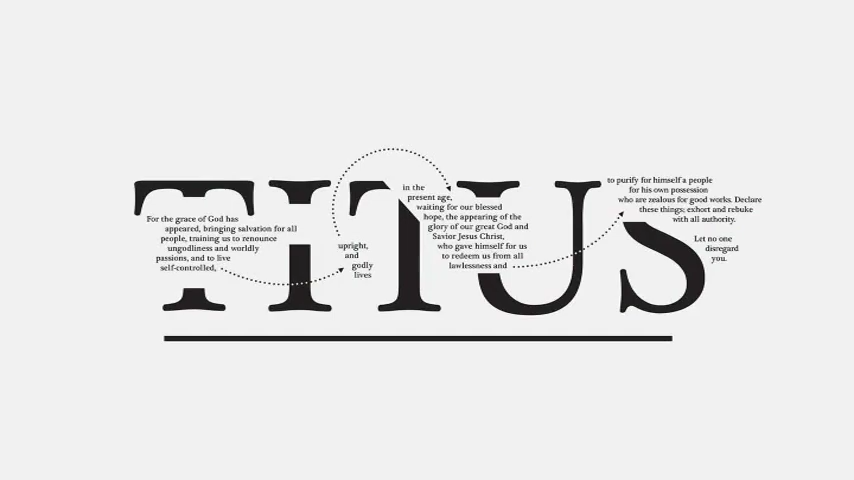 TITUS
For the grace of God has
appeared, bringing salvation for all
people, training us to renounce
ungodliness and worldly
passions, and to live
self-controlled,
upright,
and
godly
lives
in the
present age,
waiting for our blessed
hope, the appearing of the
glory of our great God and
Savior Jesus Christ,
who gave himself for us
to redeem us from all
lawlessness and
to purify for himself a people
for his own possession
who are zealous for good works. Declare
these things; exhort and rebuke
with all authority.
Let no one
disregard
you.